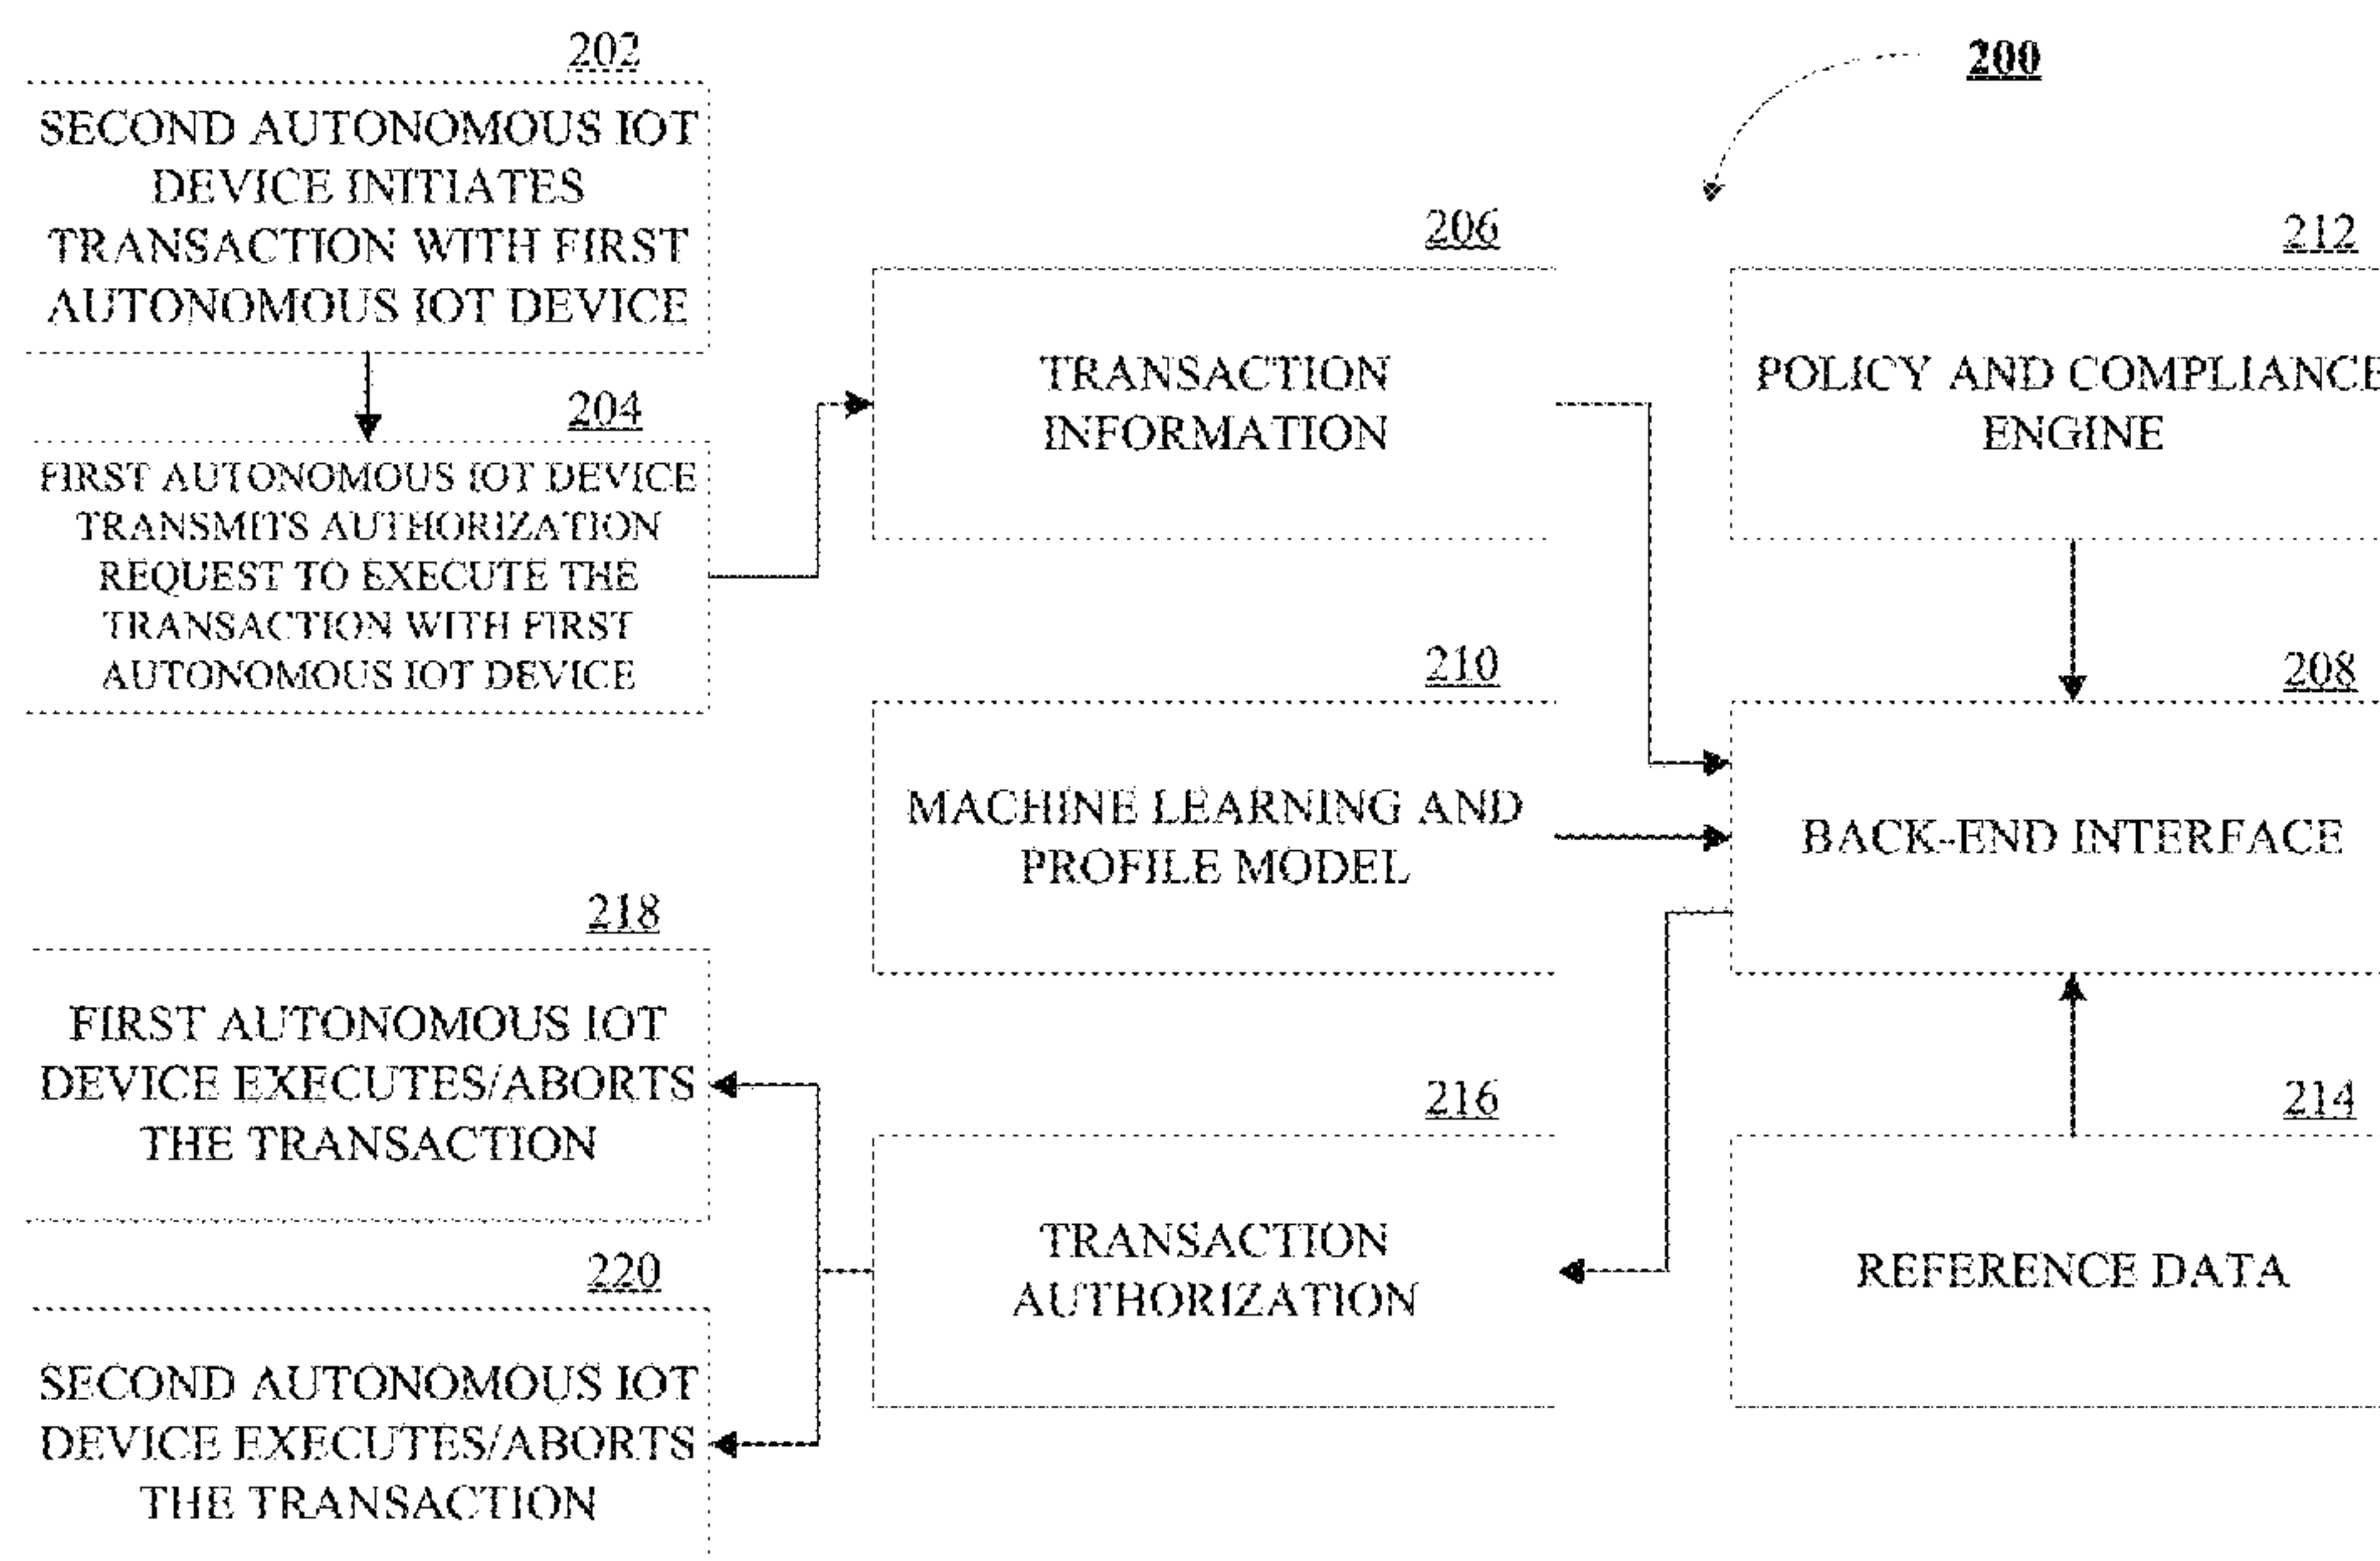 202
SECOND AUTONOMOUS IOT
DEVICE INITIATES
TRANSACTION WITH FIRST
AUTONOMOUS IOT DEVICE
204
FIRST AUTONOMOUS IOT DEVICE
TRANSMITS AUTHORIZATION
REQUEST TO EXECUTE THE
TRANSACTION WITH FIRST
AUTONOMOUS IOT DEVICE
200
206
TRANSACTION
INFORMATION
212
POLICY AND COMPLIANCE
ENGINE
210
MACHINE LEARNING AND
PROFILE MODEL
208
BACK-END INTERFACE
218
FIRST AUTONOMOUS IOT
DEVICE EXECUTES/ABORTS
THE TRANSACTION
216
TRANSACTION
AUTHORIZATION
214
REFERENCE DATA
220
SECOND AUTONOMOUS IOT
DEVICE EXECUTES/ABORTS
THE TRANSACTION